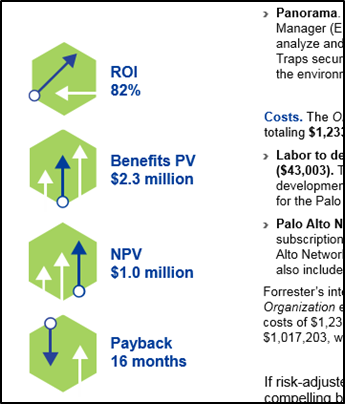 ROI
82%
Benefits PV
$2.3 million
NPV
$1.0 million
Payback
16 months
› Panorama.
Manager (E
analyze and
Traps secur
the environm
Costs. The O
totaling $1,233
› Labor to de
($43,003). T
developmen
for the Palo
› Palo Alto N
subscription
Alto Network
also include
Forrester's inte
Organization e
costs of $1,23
$1,017,203, w
If risk-adjuste
compelling b